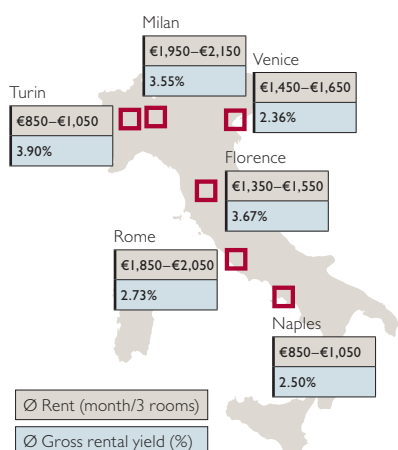 Milan
€1,950–€2,150
3.55%
Venice
€1,450–€1,650
2.36%
Turin
€850–€1,050
3.90%
Florence
€1,350–€1,550
3.67%
Rome
€1,850–€2,050
2.73%
Naples
€850–€1,050
2.50%
Ø Rent (month/3 rooms)
Ø Gross rental yield (%)